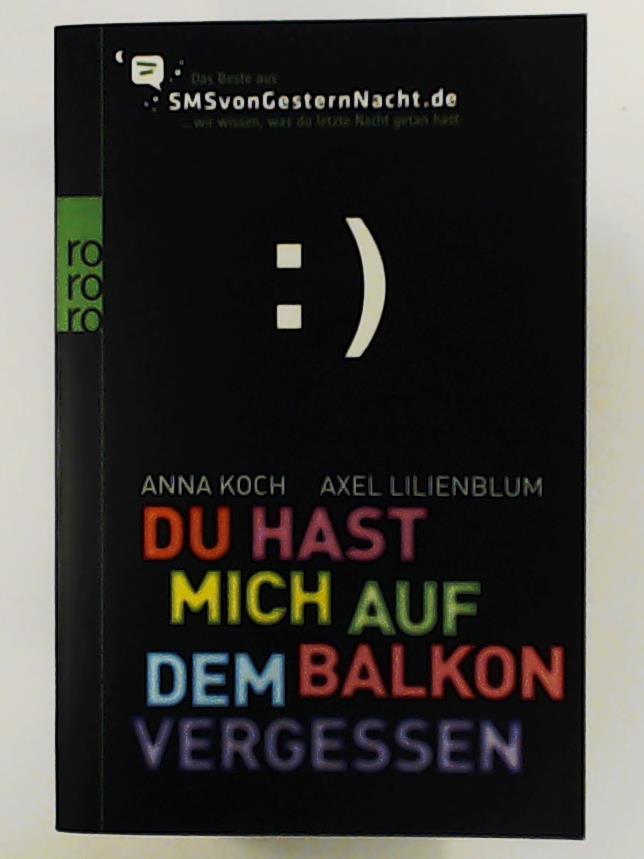 Das Beste aus
SMSvonGesternNacht.de
... wir wissen, was du letzte Nacht getan hast
:)
ro
ro
ro
ANNA KOCH AXEL LILIENBLUM
DU HAST
MICH AUF
DEM BALKON
VERGESSEN